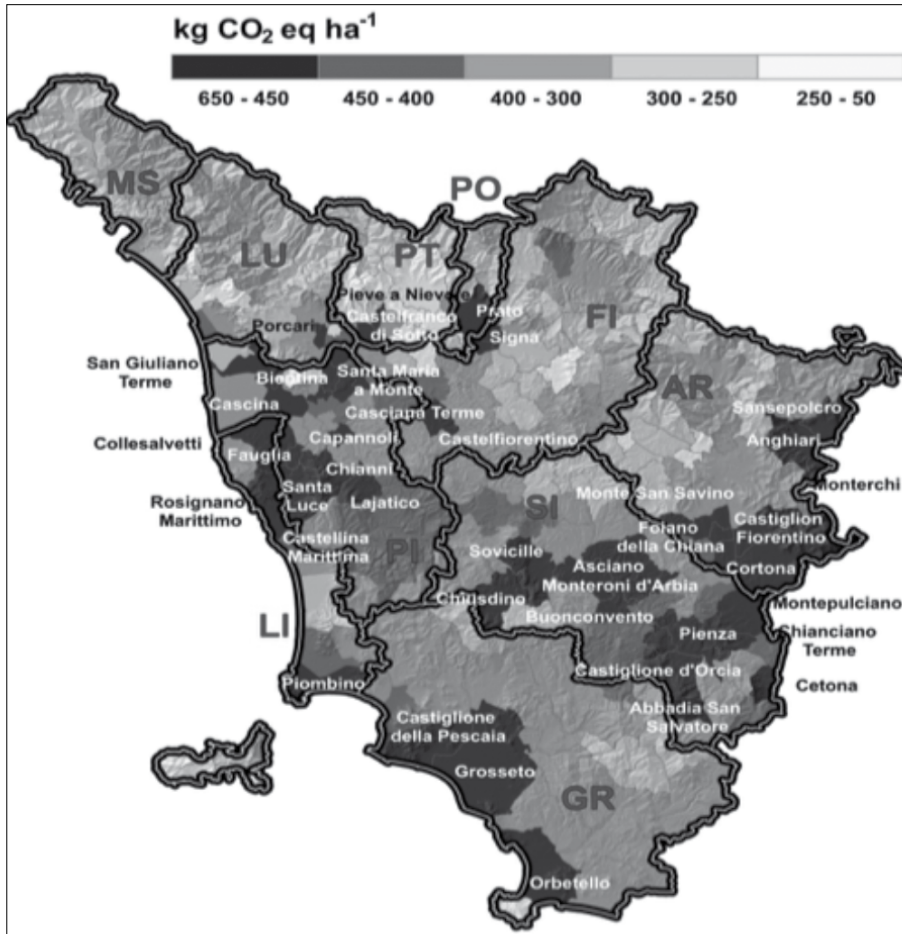 kg CO₂ eq ha⁻¹
650 - 450
450 - 400
400 - 300
300 - 250
250 - 50
MS
LU
PT
PO
FI
Pieve a Nievole
Castelfranco
di Sotto
Prato
Signa
Porcari
San Giuliano
Terme
Bientina
Santa Maria
a Monte
AR
Cascina
Casciana Terme
Sansepolcro
Collesalvetti
Capannoli
Castelfiorentino
Anghiari
Fauglia
Chianni
Monterchi
Rosignano
Marittimo
Santa
Luce
Lajatico
SI
Monte San Savino
Castiglion
Fiorentino
Foiano
della Chiana
Castellina
Marittima
PI
Sovicille
Asciano
Cortona
Monteroni d'Arbia
Chiusdino
Montepulciano
Buonconvento
LI
Pienza
Chianciano
Terme
Castiglione d'Orcia
Piombino
Cetona
Abbadia San
Salvatore
Castiglione
della Pescaia
Grosseto
GR
Orbetello